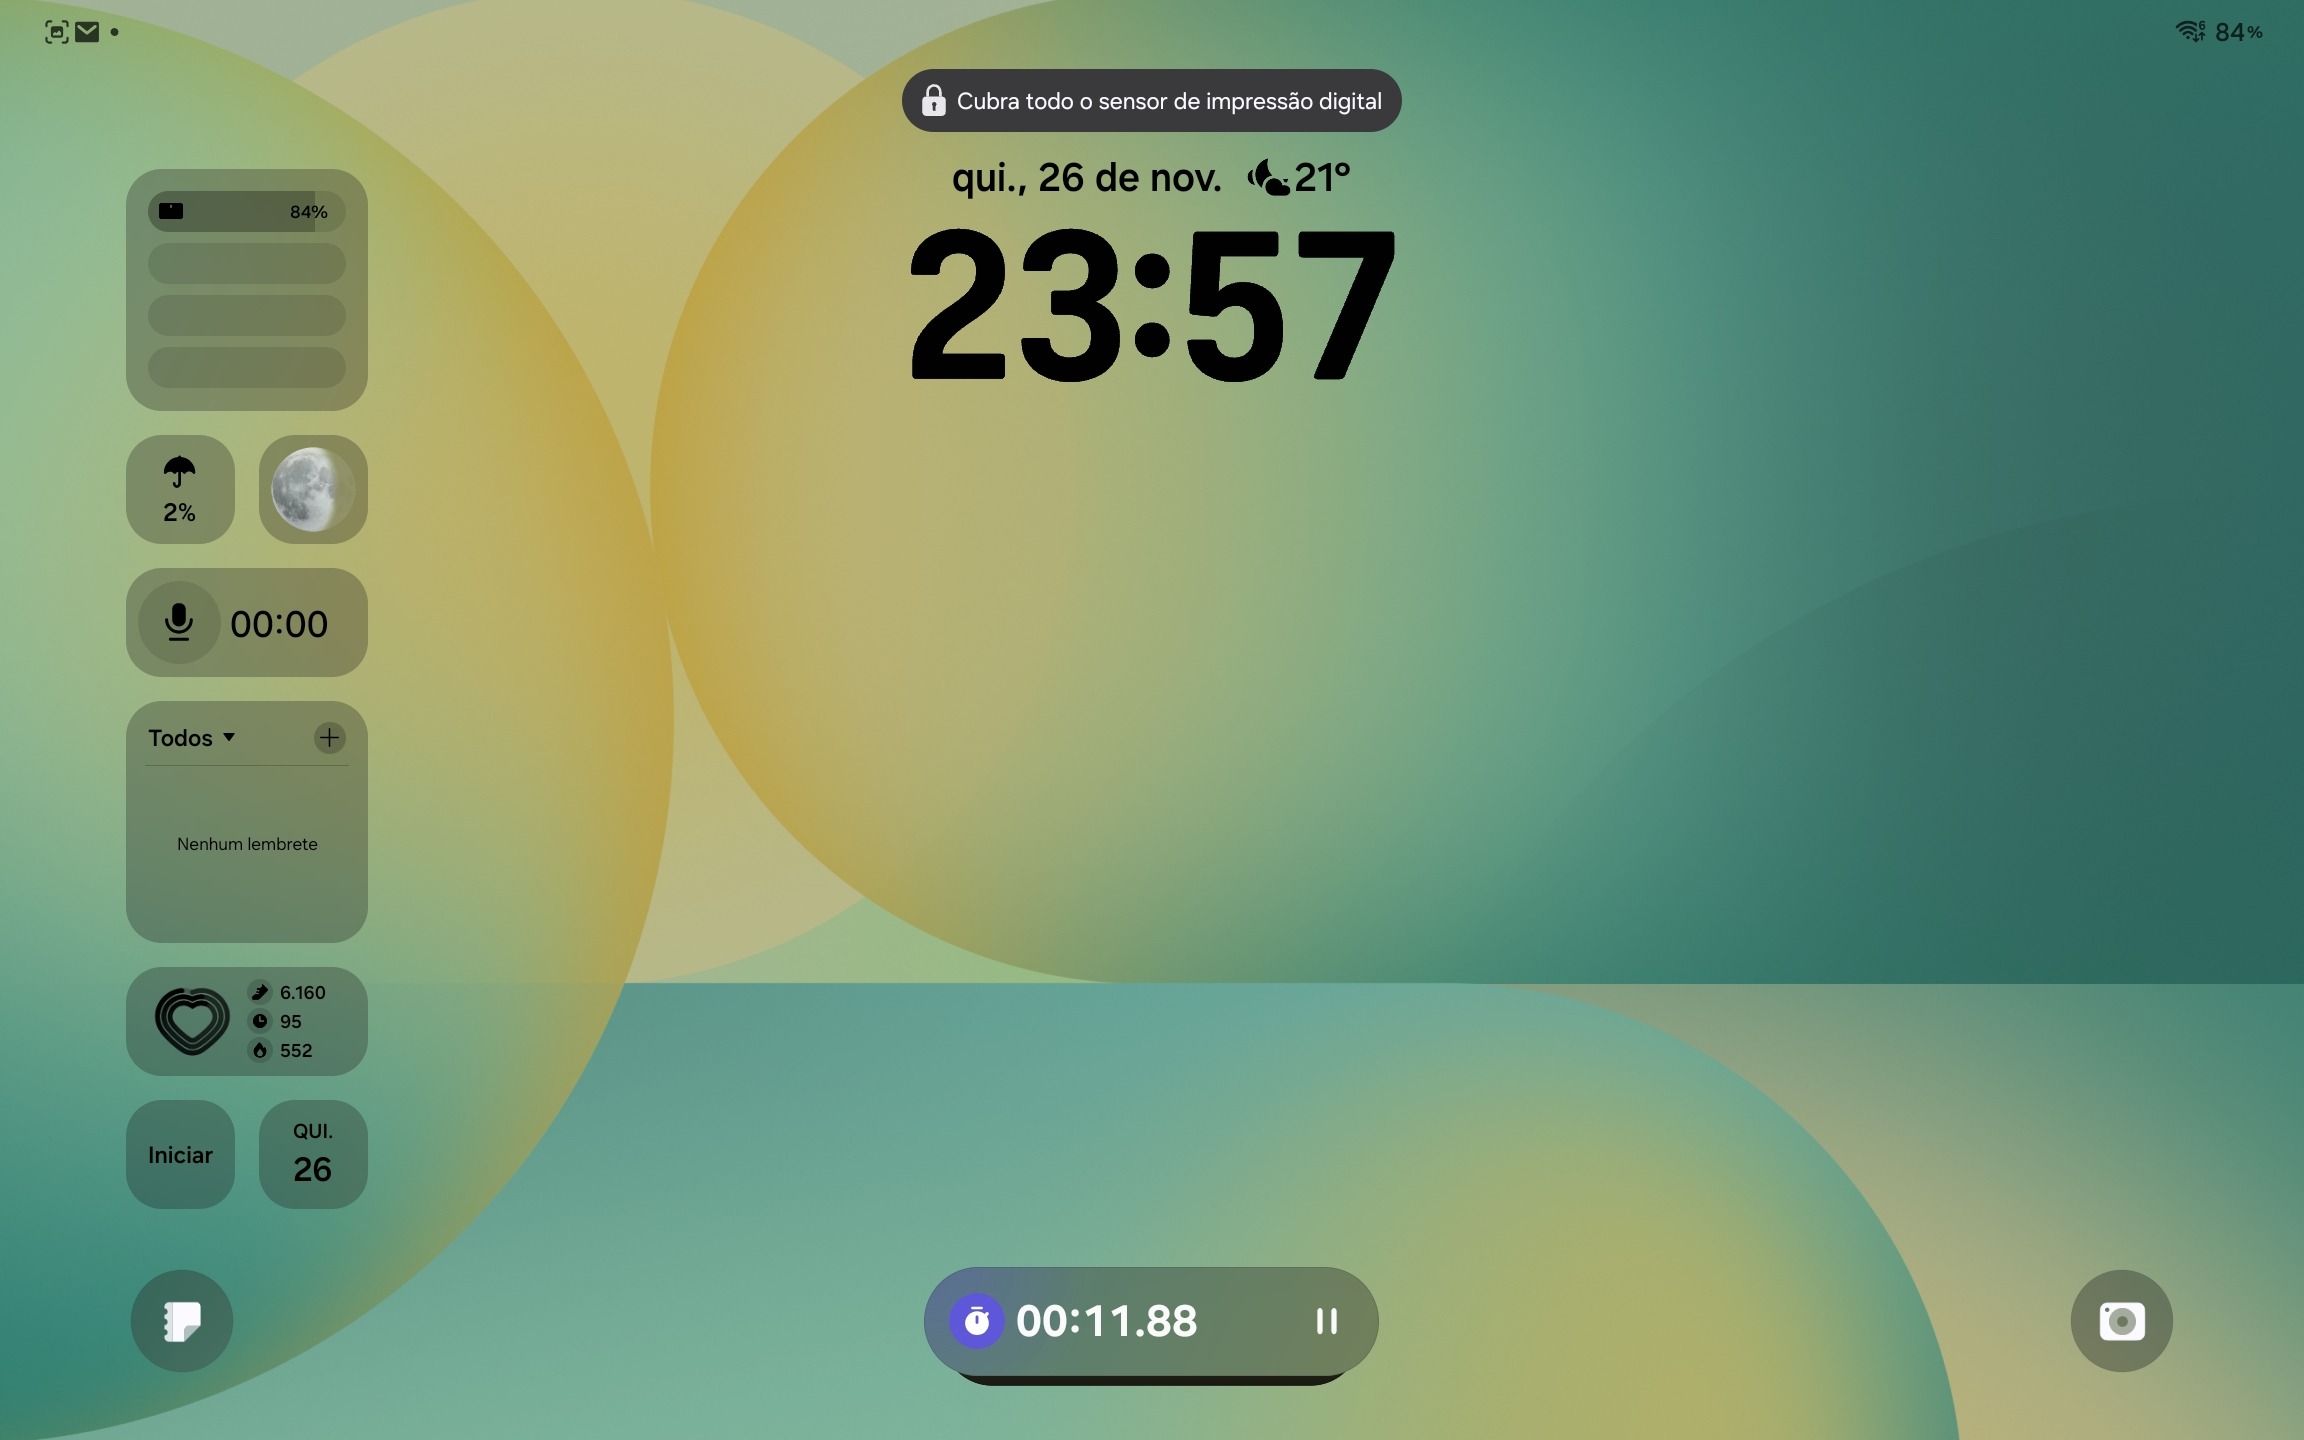 6 84%
Cubra todo o sensor de impressão digital
qui., 26 de nov. 21°
23:57
84%
2%
00:00
Todos
Nenhum lembrete
6.160
95
552
Iniciar
QUI.
26
00:11.88